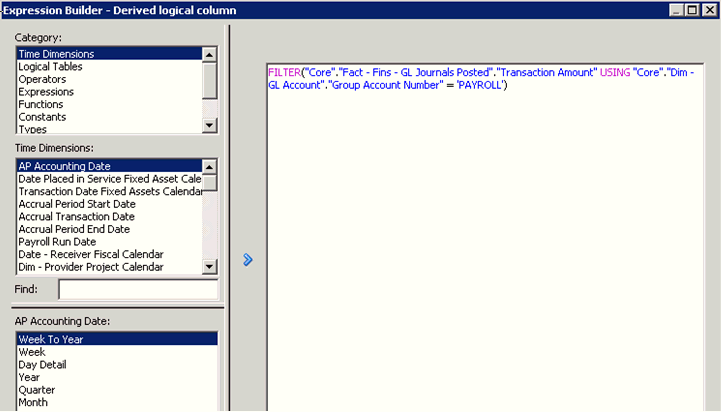 Expression Builder - Derived logical column
Category:
Time Dimensions
Logical Tables
Operators
Expressions
Functions
Constants
Types
Time Dimensions:
AP Accounting Date
Date Placed in Service Fixed Asset Cale
Transaction Date Fixed Assets Calendar
Accrual Period Start Date
Accrual Transaction Date
Accrual Period End Date
Payroll Run Date
Date - Receiver Fiscal Calendar
Dim - Provider Project Calendar
Find:
AP Accounting Date:
Week To Year
Week
Day Detail
Year
Quarter
Month
FILTER("Core"."Fact - Fins - GL Journals Posted"."Transaction Amount" USING "Core"."Dim -
GL Account"."Group Account Number" = 'PAYROLL')